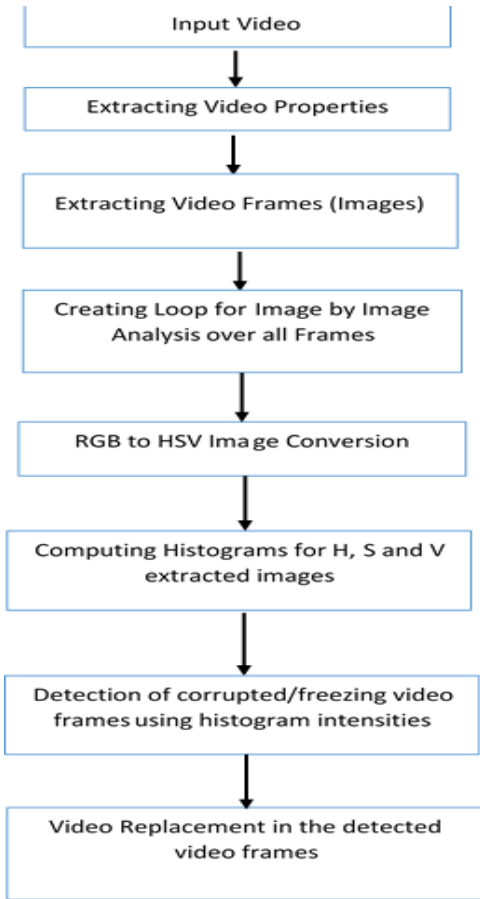 Input Video
Extracting Video Properties
Extracting Video Frames (Images)
Creating Loop for Image by Image
Analysis over all Frames
RGB to HSV Image Conversion
Computing Histograms for H, S and V
extracted images
Detection of corrupted/freezing video
frames using histogram intensities
Video Replacement in the detected
video frames